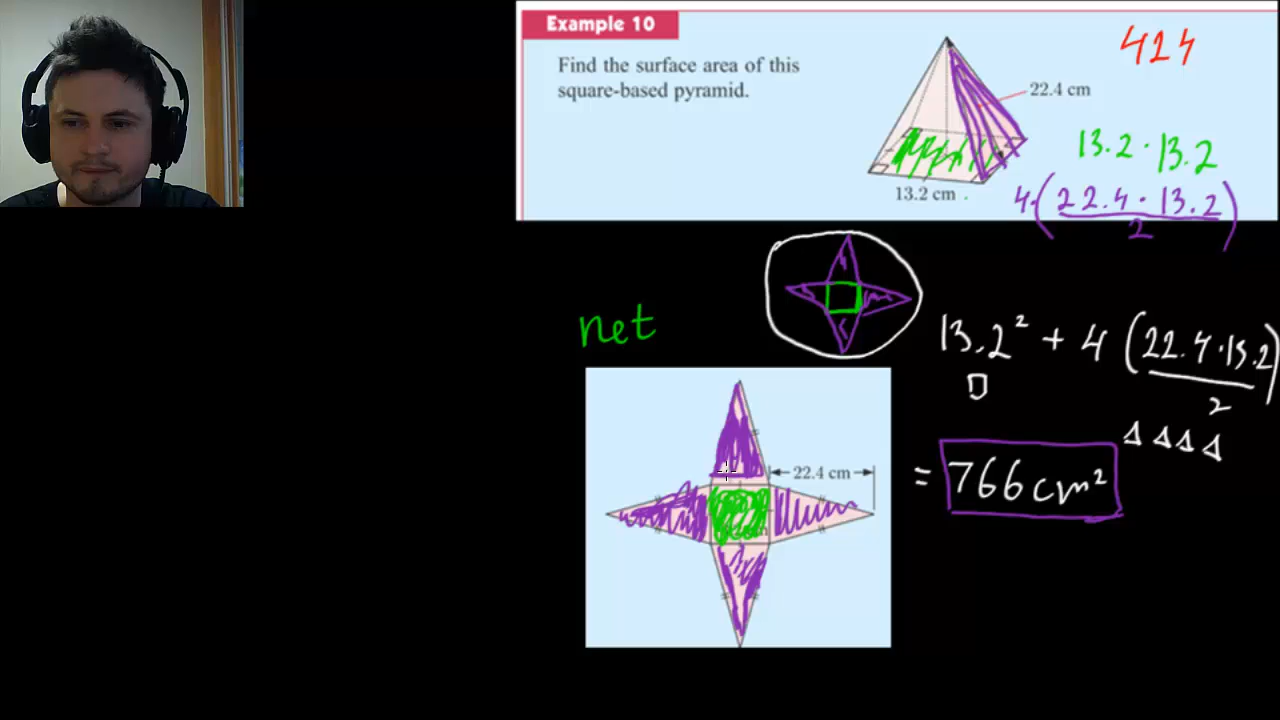 Example 10
424
Find the surface area of this
square-based pyramid.
22.4 cm
13.2 · 13.2
13.2 cm
4·(22.4 · 13.2)
2
net
13.2² + 4 (22.4·13.2)
2
22.4 cm
= 766 cm²